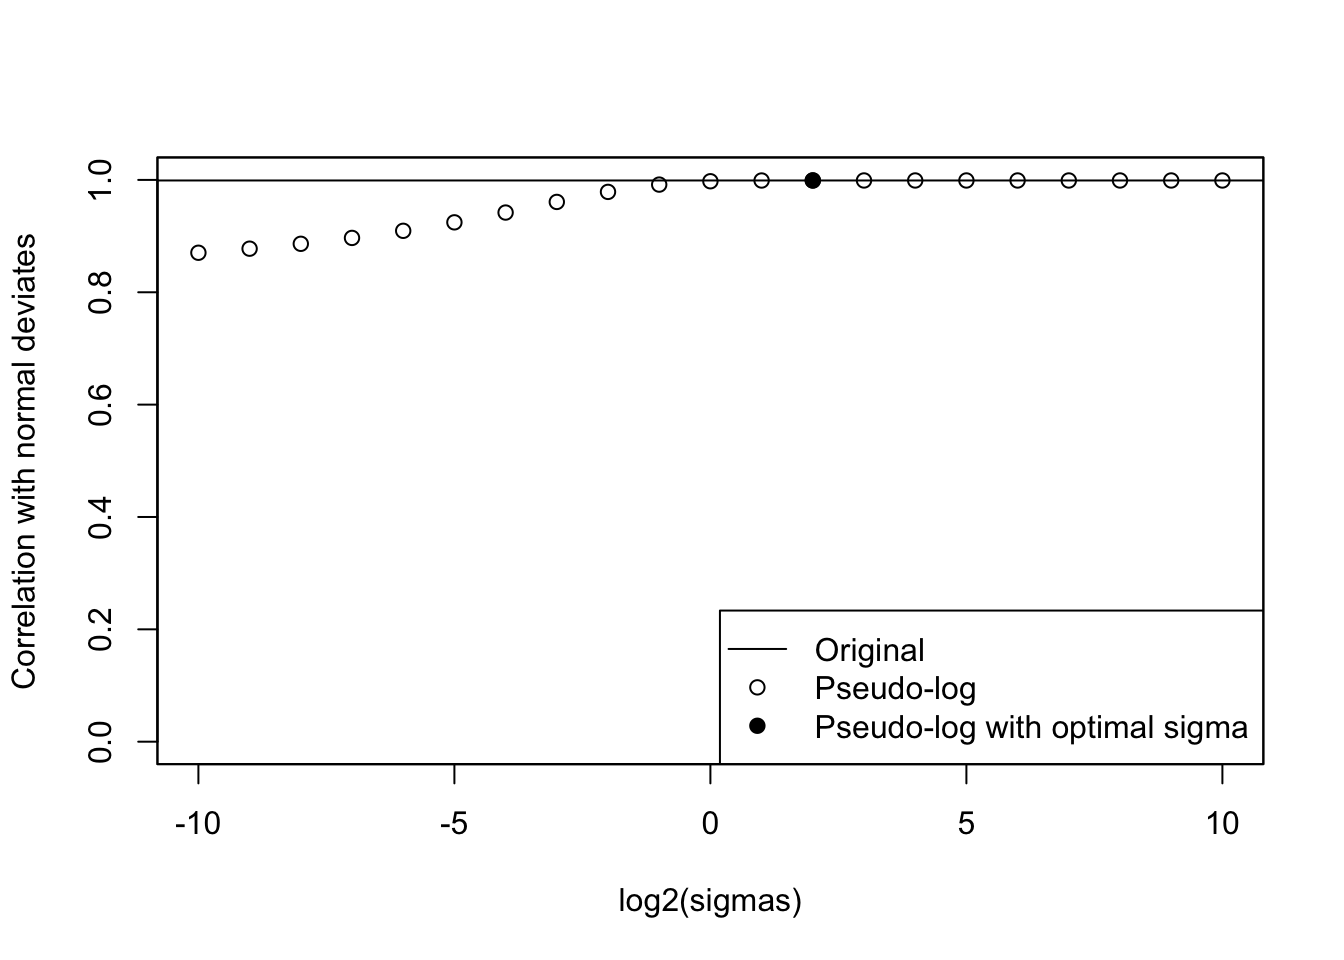 Correlation with normal deviates
1.0
0.8
0.6
0.4
0.2
0.0
Original
Pseudo-log
Pseudo-log with optimal sigma
-10
-5
0
5
10
log2(sigmas)